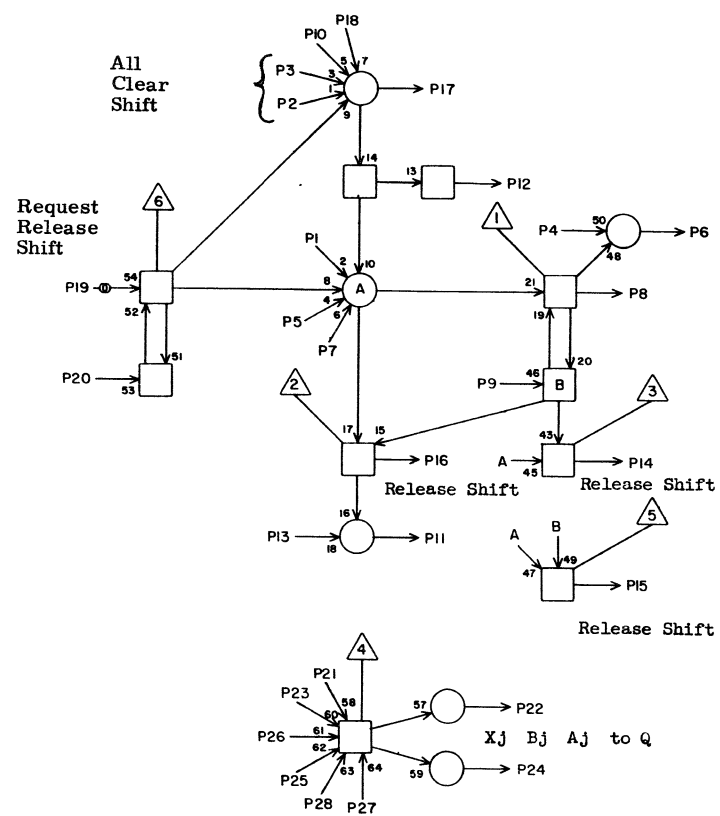 P18
P10
All
Clear
Shift
P3
P2
5
7
3
1
9
P17
14
13
P12
6
Request
Release
Shift
P19
54
52
51
P20
53
P1
2
10
8
A
4
6
P5
P7
1
P4
50
48
P6
21
19
P8
20
P9
46
B
2
17
15
P16
Release Shift
3
43
A
45
P14
Release Shift
16
P13
18
P11
5
A
B
47
49
P15
Release Shift
4
P21
P23
58
60
P26
61
62
P25
63
64
P28
P27
57
P22
Xj Bj Aj to Q
59
P24